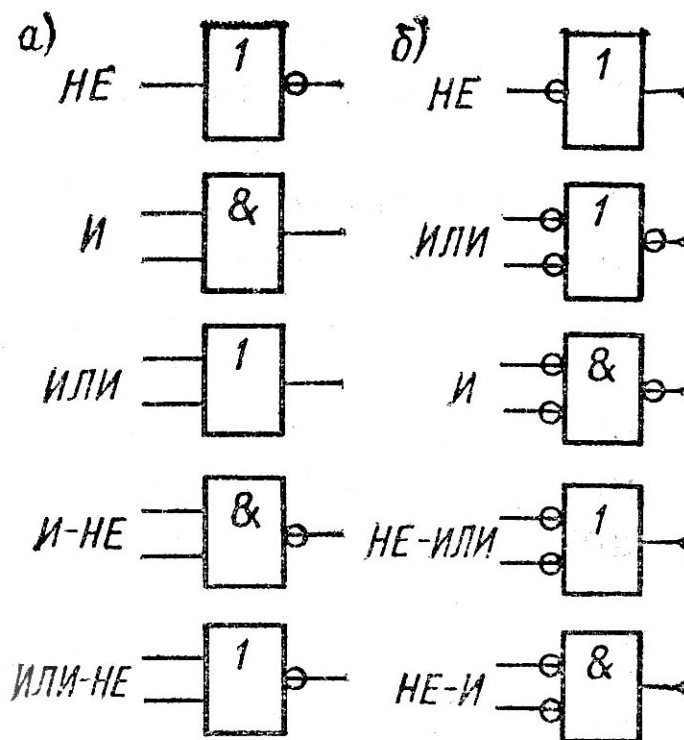 а) 1 б) 1
НЕ НЕ
& 1
И ИЛИ
1 &
ИЛИ И
& 1
И-НЕ НЕ-ИЛИ
1 &
ИЛИ-НЕ НЕ-И